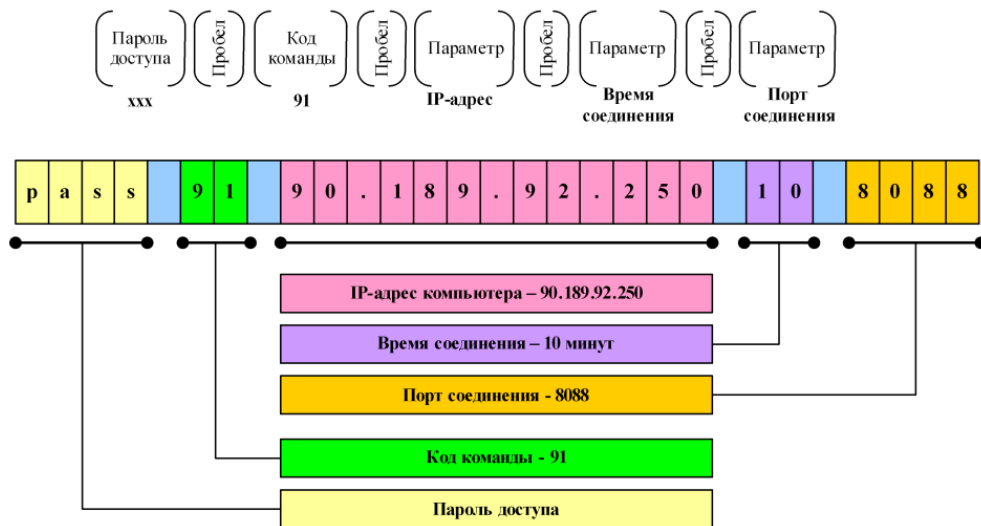 Пароль доступа
Пробел
Код команды
Пробел
Параметр
Пробел
Параметр
Пробел
Параметр
xxx
91
IP-адрес
Время соединения
Порт соединения
p a s s 9 1 9 0 . 1 8 9 . 9 2 . 2 5 0 1 0 8 0 8 8
IP-адрес компьютера – 90.189.92.250
Время соединения – 10 минут
Порт соединения - 8088
Код команды - 91
Пароль доступа